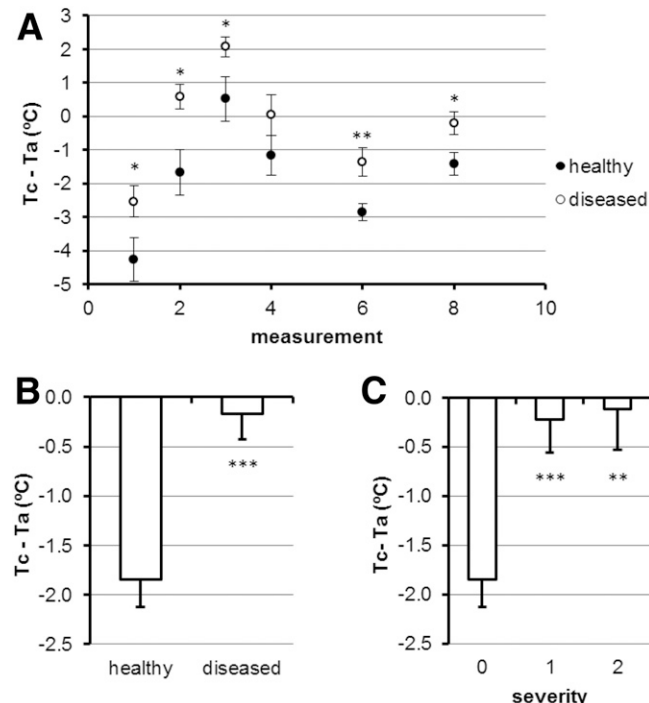 A
Tc - Ta (ºC)
3
2
1
0
-1
-2
-3
-4
-5
* * * ** *
0 2 4 6 8 10
measurement
healthy
diseased
B
Tc - Ta (ºC)
0.0
-0.5
-1.0
-1.5
-2.0
-2.5
***
healthy diseased
C
Tc- Ta (ºC)
0.0
-0.5
-1.0
-1.5
-2.0
-2.5
*** **
0 1 2
severity